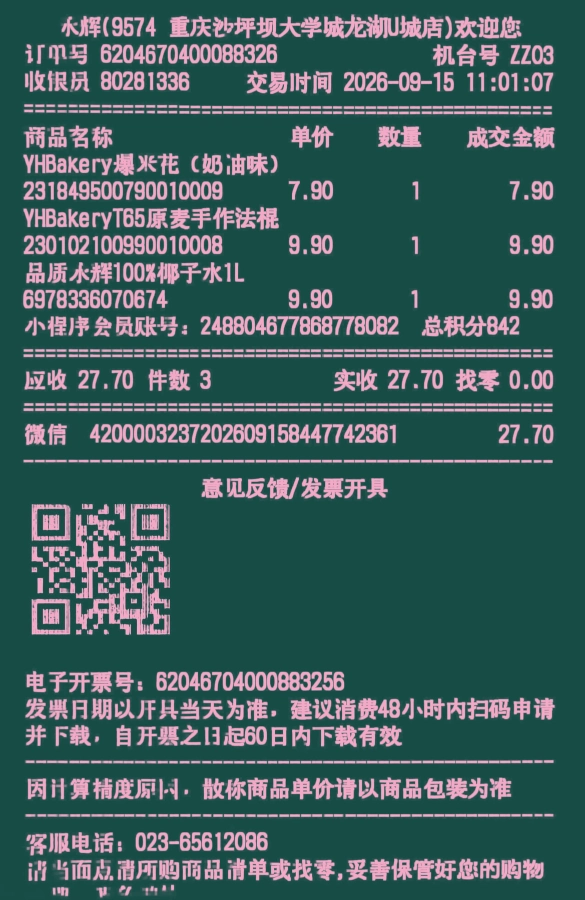 永辉(9574 重庆沙坪坝大学城龙湖U城店)欢迎您
订单号 6204670400088326 机台号 ZZ03
收银员 80281336 交易时间 2026-09-15 11:01:07
商品名称 单价 数量 成交金额
YHBakery爆米花（奶油味）
231849500790010009 7.90 1 7.90
YHBakeryT65原麦手作法棍
230102100990010008 9.90 1 9.90
品质永辉100%椰子水1L
6978336070674 9.90 1 9.90
小程序会员账号：248804677868778082 总积分842
应收 27.70 件数 3 实收 27.70 找零 0.00
微信 4200003237202609158447742361 27.70
意见反馈/发票开具
电子开票号：62046704000883256
发票日期以开具当天为准，建议消费48小时内扫码申请
并下载，自开票之日起60日内下载有效
因计算精度原因，散你商品单价请以商品包装为准
客服电话：023-65612086
请当面点清所购商品清单或找零,妥善保管好您的购物